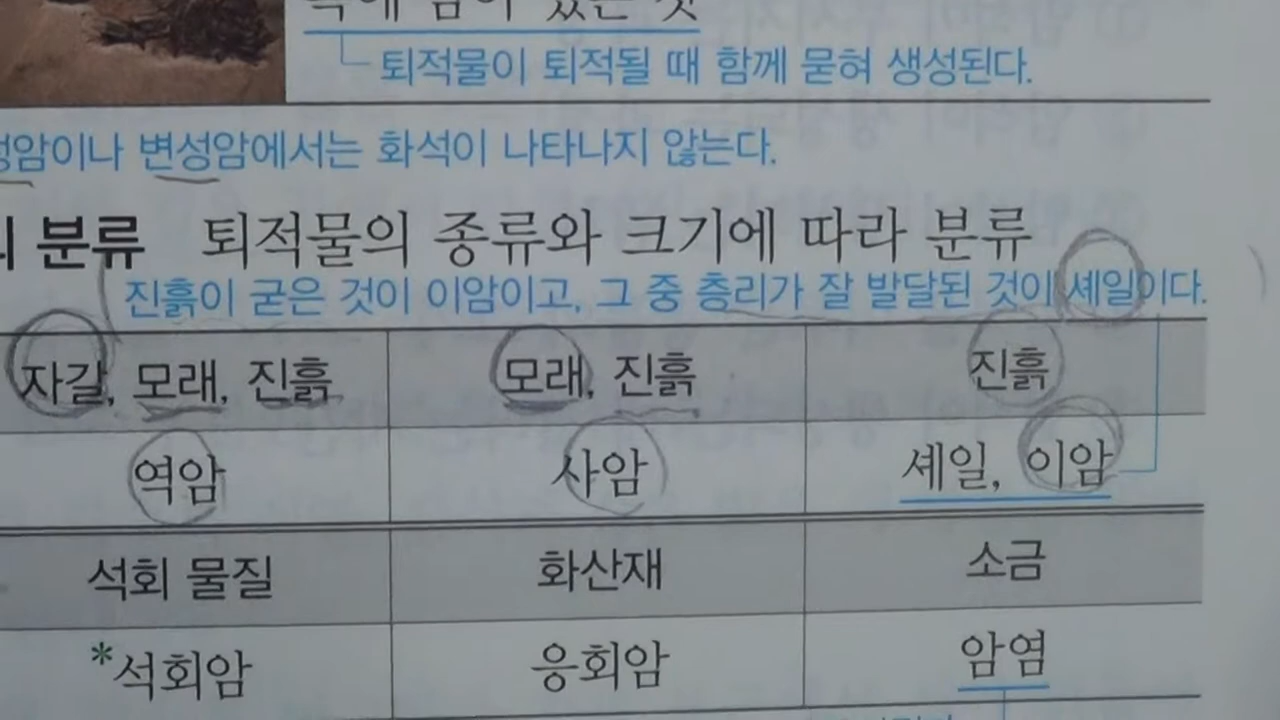 있는 것
퇴적물이 퇴적될 때 함께 묻혀 생성된다.
성암이나 변성암에서는 화석이 나타나지 않는다.
의 분류 퇴적물의 종류와 크기에 따라 분류
진흙이 굳은 것이 이암이고, 그 중 층리가 잘 발달된 것이 셰일이다.
자갈, 모래, 진흙 모래, 진흙 진흙
역암 사암 셰일, 이암
석회 물질 화산재 소금
*석회암 응회암 암염